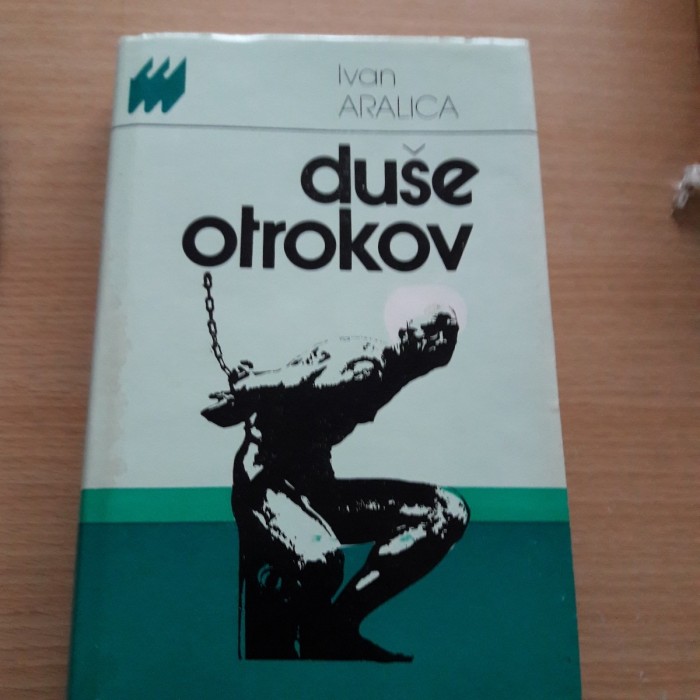 Ivan
ARALICA
duše
otrokov